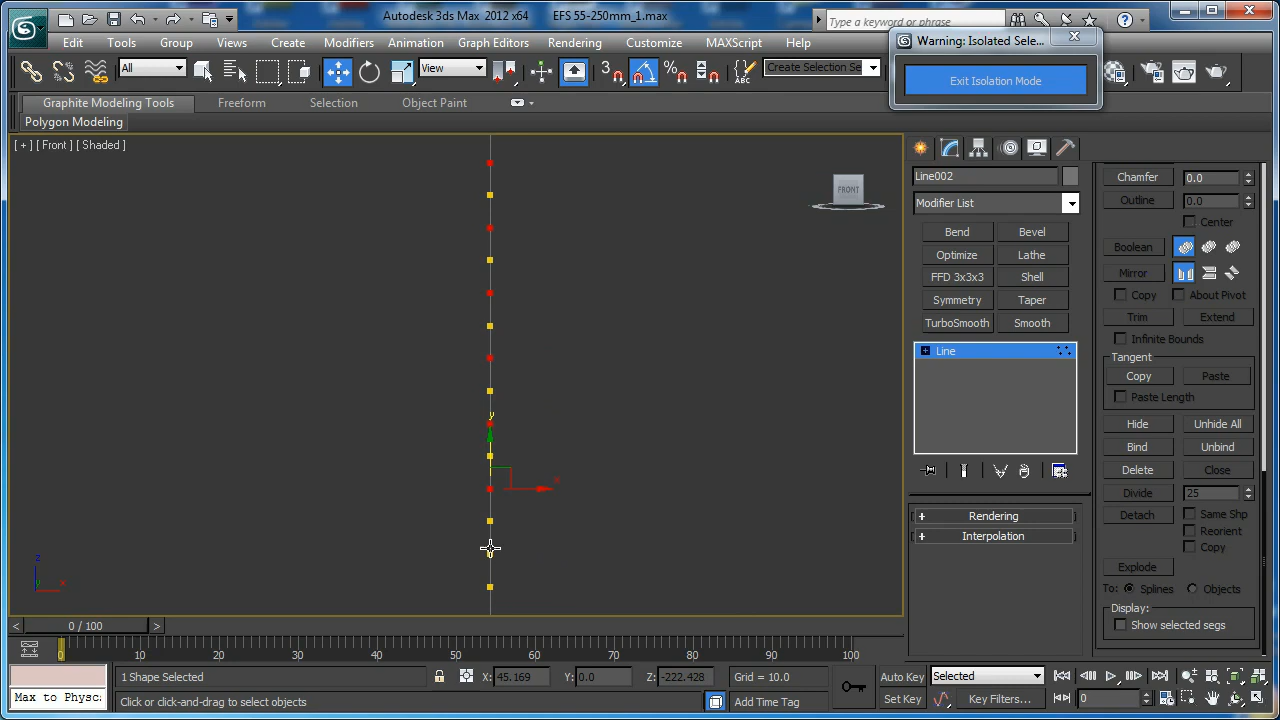 Autodesk 3ds Max 2012 x64 EFS 55-250mm_1.max
Type a keyword or phrase
Edit Tools Group Views Create Modifiers Animation Graph Editors Rendering Customize MAXScript Help
Warning: Isolated Sele...
Exit Isolation Mode
All
View
3
Create Selection Se
Graphite Modeling Tools Freeform Selection Object Paint
Polygon Modeling
[ + ] [ Front ] [ Shaded ]
FRONT
y
x
z
y
x
Line002
Modifier List
Bend Bevel
Optimize Lathe
FFD 3x3x3 Shell
Symmetry Taper
TurboSmooth Smooth
Line
Rendering
Interpolation
Chamfer 0.0
Outline 0.0
Center
Boolean
Mirror
Copy About Pivot
Trim Extend
Infinite Bounds
Tangent
Copy Paste
Paste Length
Hide Unhide All
Bind Unbind
Delete Close
Divide 25
Detach Same Shp
Reorient
Copy
Explode
To: Splines Objects
Display:
Show selected segs
< 0 / 100 >
0 10 20 30 40 50 60 70 80 90 100
1 Shape Selected X: 45.169 Y: 0.0 Z: -222.428 Grid = 10.0 Auto Key Selected
Max to Physc: Click or click-and-drag to select objects Add Time Tag Set Key Key Filters... 0